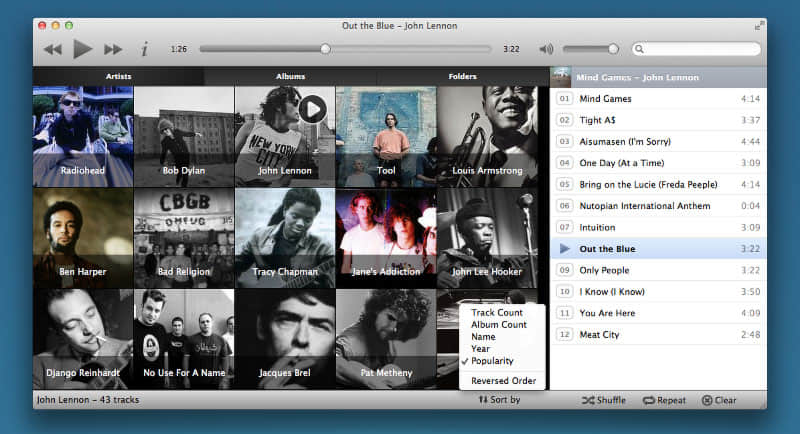 Out the Blue – John Lennon
1:26
3:22
Artists
Albums
Folders
Mind Games – John Lennon
Radiohead
Bob Dylan
NEW YORK CITY
John Lennon
Tool
Louis Armstrong
Ben Harper
CBGB
OMFUG
315
315
Bad Religion
Tracy Chapman
Jane's Addiction
John Lee Hooker
Django Reinhardt
No Use For A Name
Jacques Brel
Pat Metheny
01 Mind Games 4:14
02 Tight A$ 3:37
03 Aisumasen (I'm Sorry) 4:44
04 One Day (At a Time) 3:09
05 Bring on the Lucie (Freda Peeple) 4:14
06 Nutopian International Anthem 0:04
07 Intuition 3:09
Out the Blue 3:22
09 Only People 3:22
10 I Know (I Know) 3:50
11 You Are Here 4:09
12 Meat City 2:48
Track Count
Album Count
Name
Year
Popularity
Reversed Order
John Lennon – 43 tracks
Sort by
Shuffle
Repeat
Clear